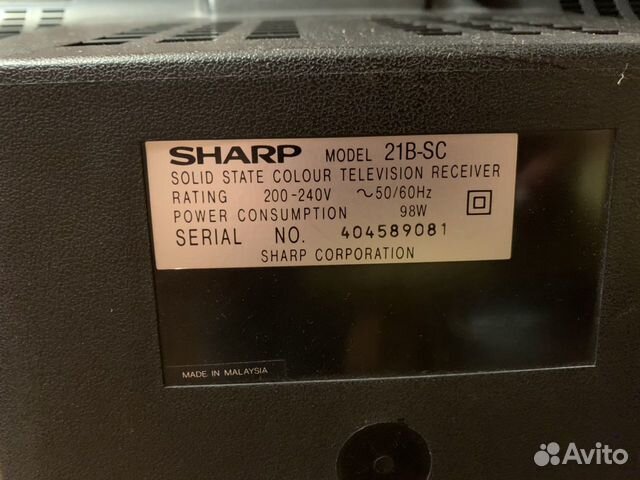 SHARP MODEL 21B-SC
SOLID STATE COLOUR TELEVISION RECEIVER
RATING 200-240V ~50/60Hz
POWER CONSUMPTION 98W
SERIAL NO. 404589081
SHARP CORPORATION
MADE IN MALAYSIA
Avito